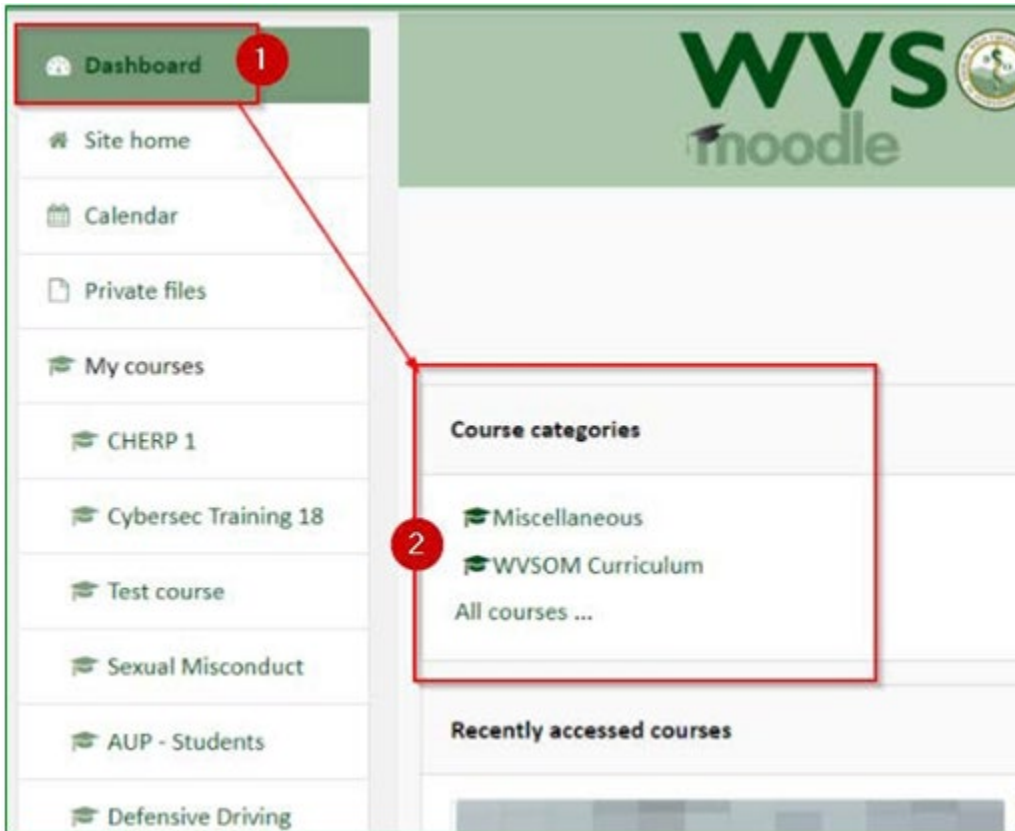 Dashboard
1
Site home
Calendar
Private files
My courses
CHERP 1
Cybersec Training 18
Test course
Sexual Misconduct
AUP - Students
Defensive Driving
WVS
moodle
Course categories
2
Miscellaneous
WVSOM Curriculum
All courses ...
Recently accessed courses